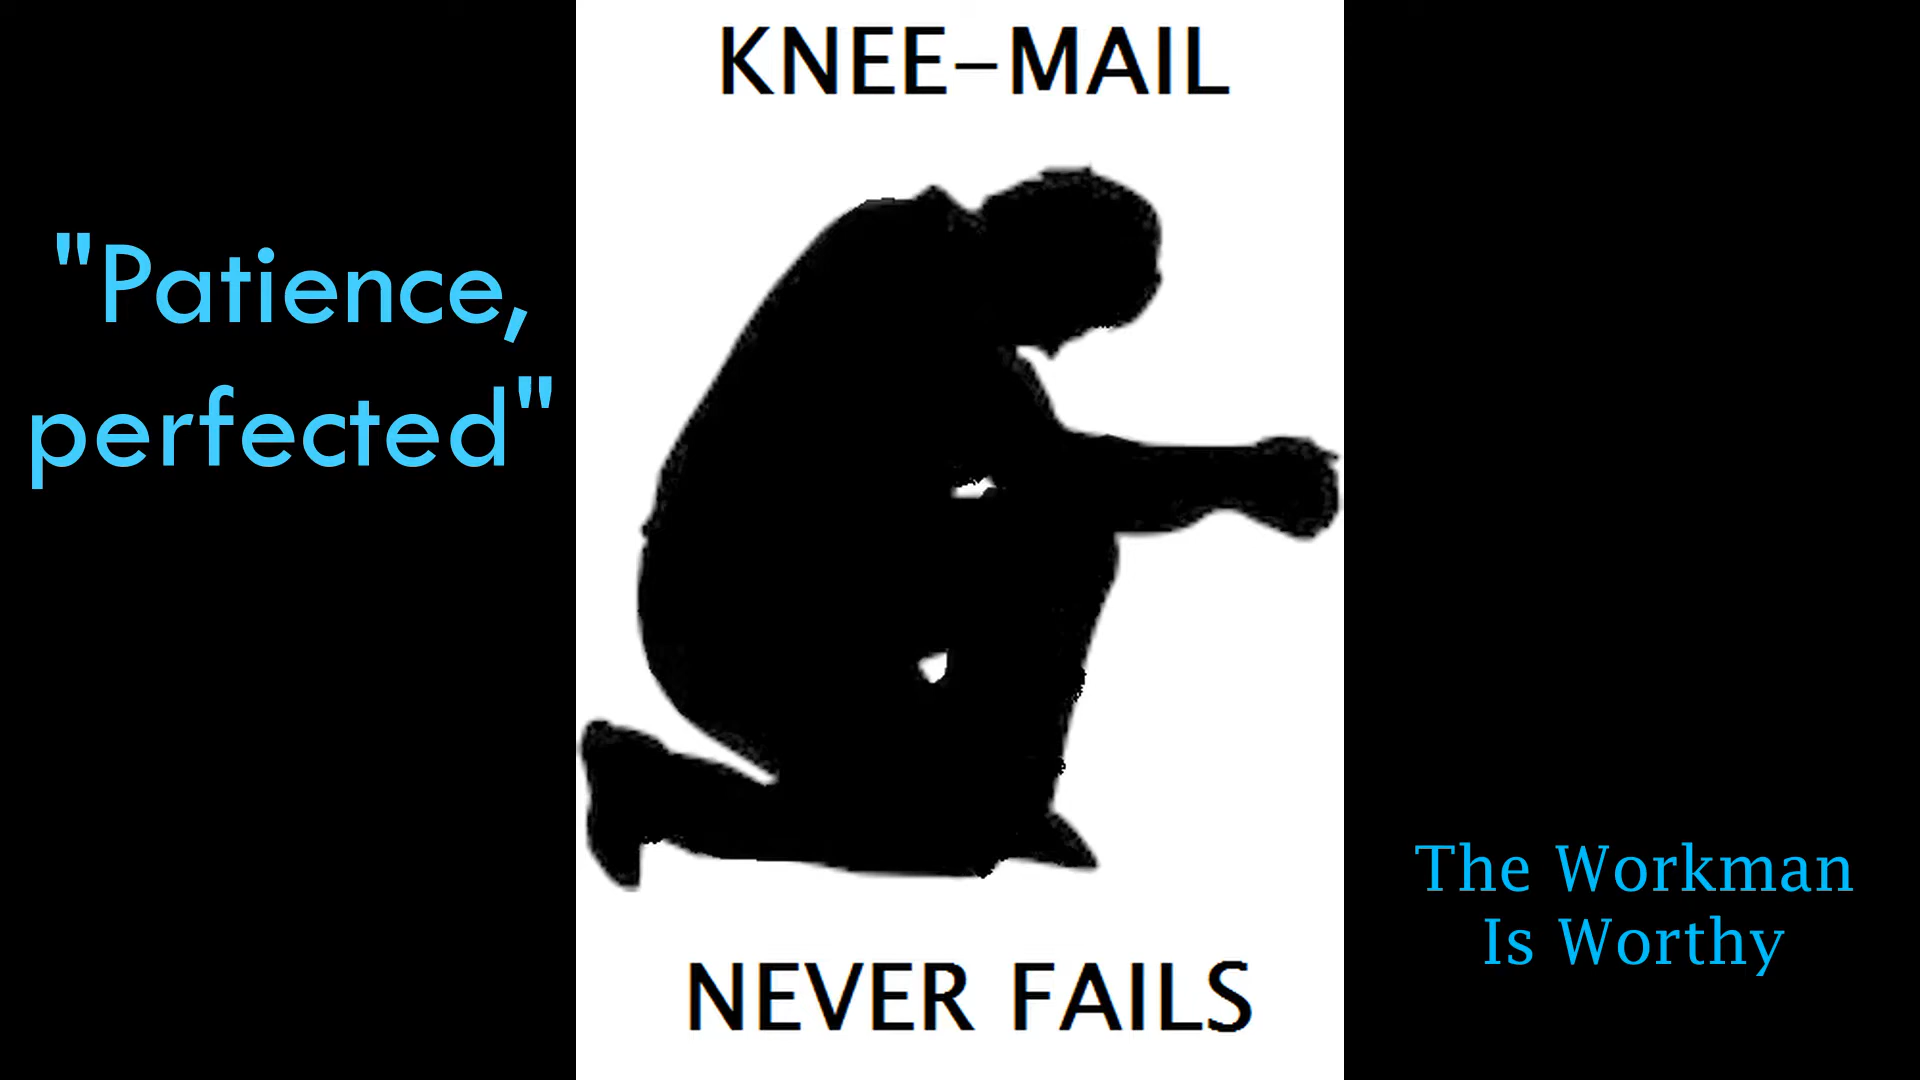 KNEE-MAIL
"Patience,
perfected"
The Workman
Is Worthy
NEVER FAILS